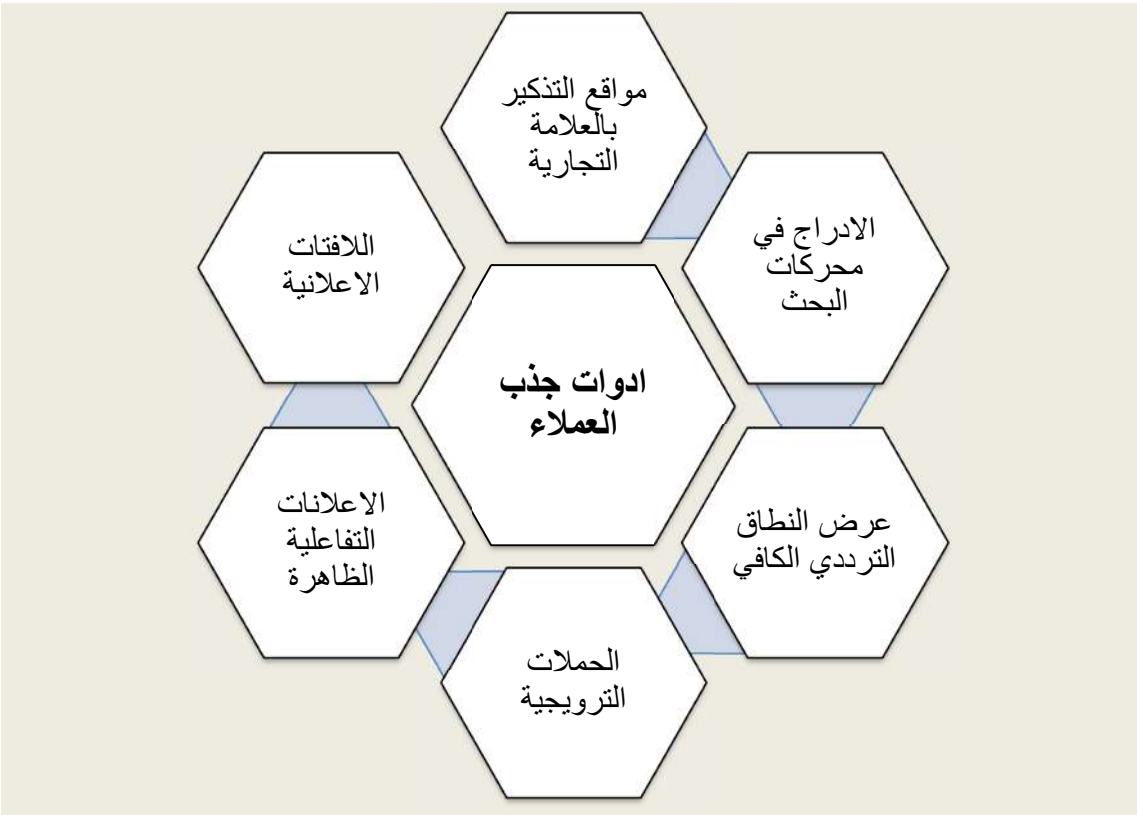 مواقع التذكير
بالعلامة
التجارية
الادراج في
محركات
البحث
عرض النطاق
الترددي الكافي
الحملات
الترويجية
الاعلانات
التفاعلية
الظاهرة
اللافتات
الاعلانية
ادوات جذب
العملاء